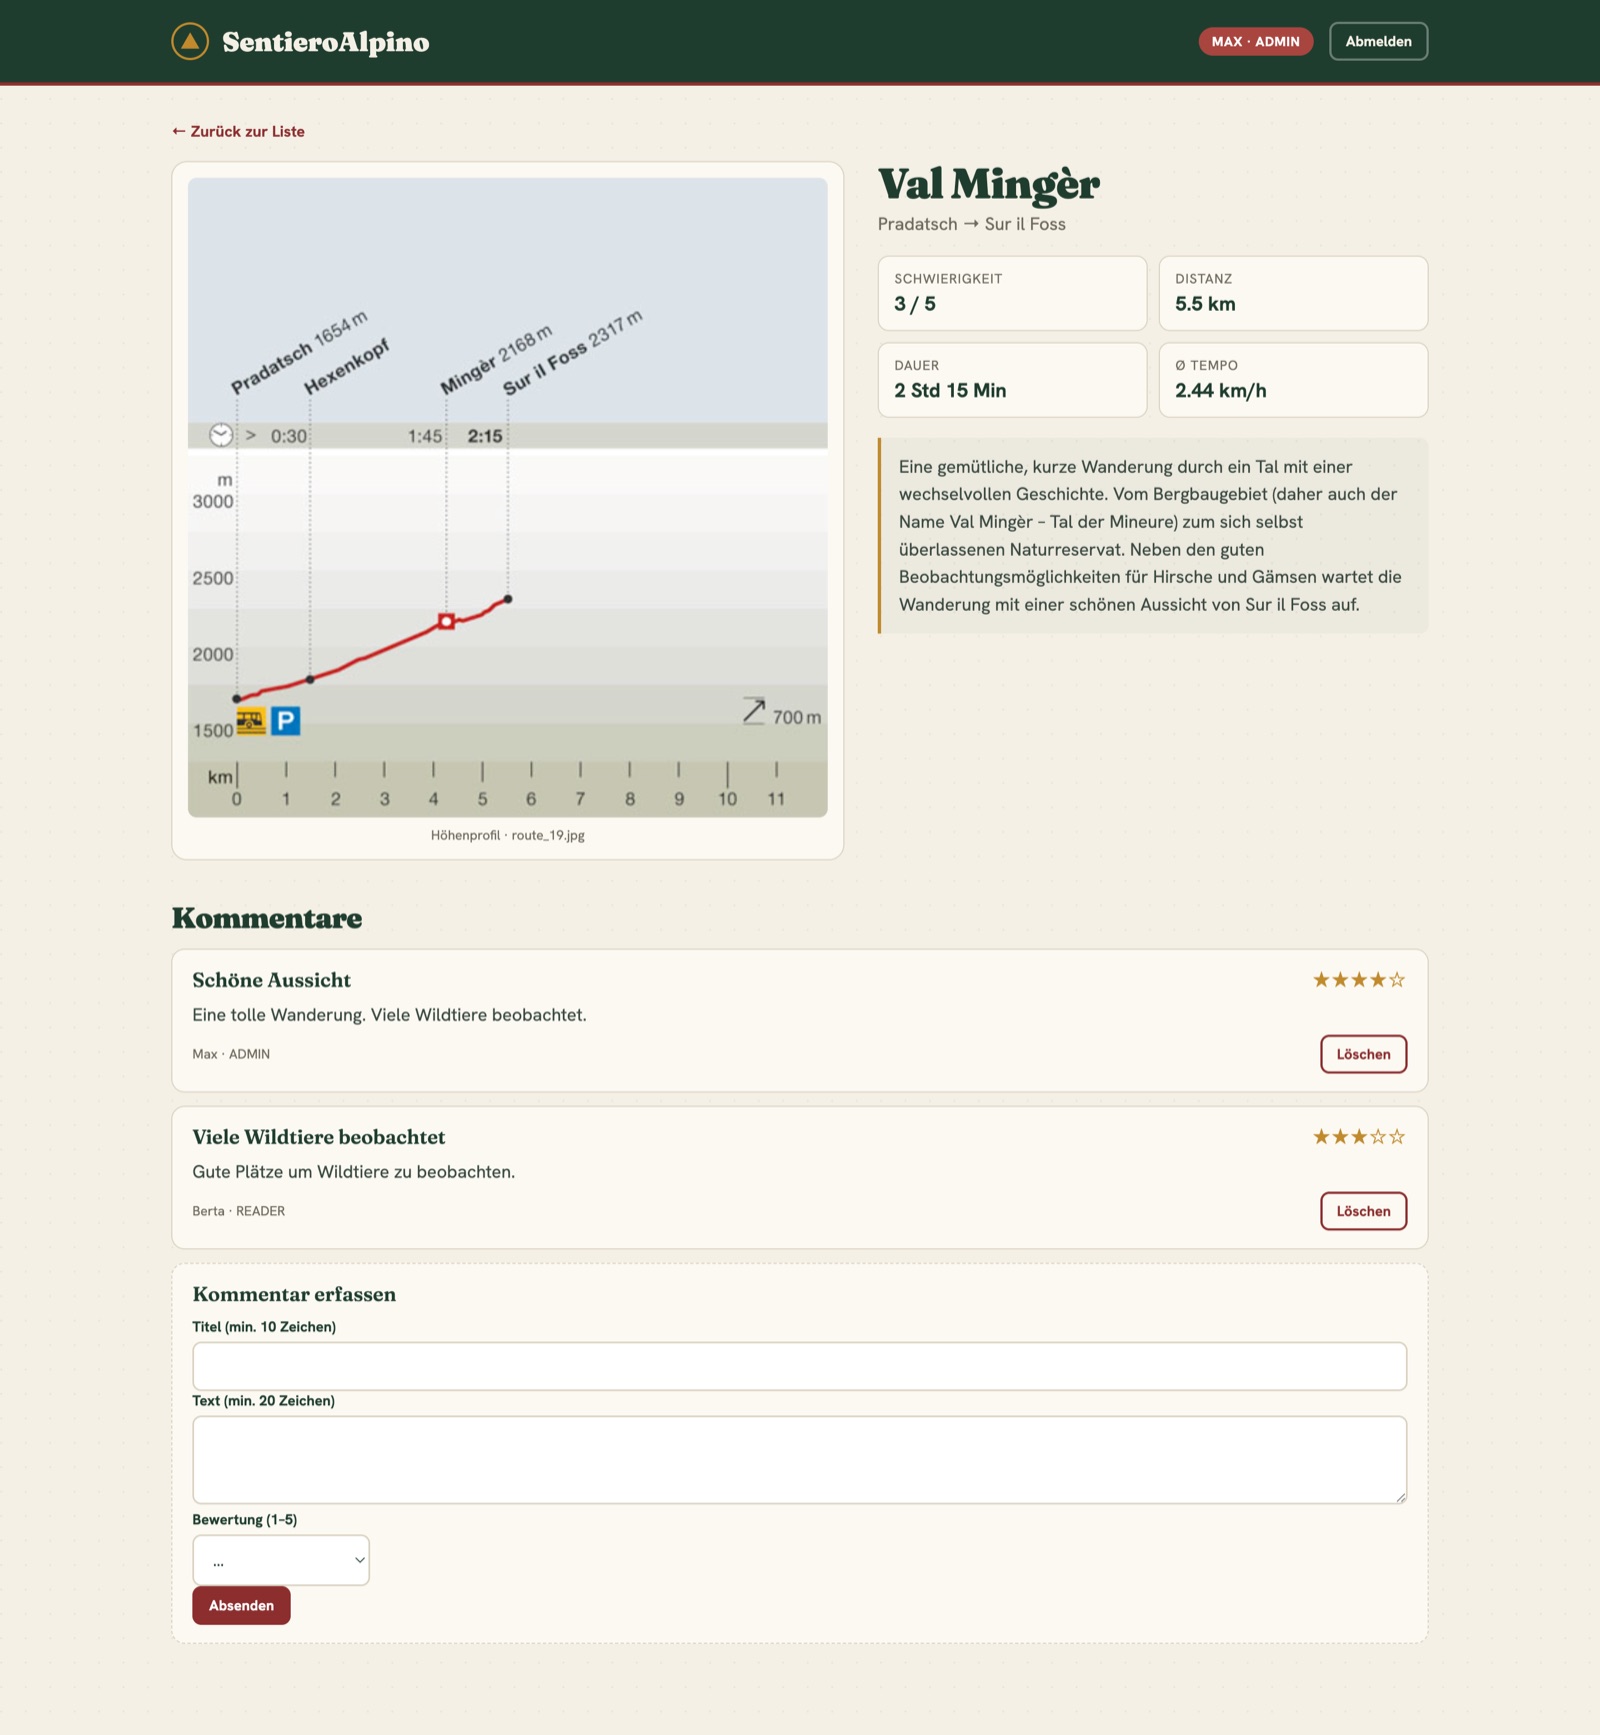 SentieroAlpino
MAX · ADMIN
Abmelden
← Zurück zur Liste
Pradatsch 1654 m
Hexenkopf
Mingèr 2168 m
Sur il Foss 2317 m
> 0:30 1:45 2:15
m
3000
2500
2000
1500
P
700 m
km
0 1 2 3 4 5 6 7 8 9 10 11
Höhenprofil · route_19.jpg
Val Mingèr
Pradatsch → Sur il Foss
SCHWIERIGKEIT
3 / 5
DISTANZ
5.5 km
DAUER
2 Std 15 Min
Ø TEMPO
2.44 km/h
Eine gemütliche, kurze Wanderung durch ein Tal mit einer
wechselvollen Geschichte. Vom Bergbaugebiet (daher auch der
Name Val Mingèr – Tal der Mineure) zum sich selbst
überlassenen Naturreservat. Neben den guten
Beobachtungsmöglichkeiten für Hirsche und Gämsen wartet die
Wanderung mit einer schönen Aussicht von Sur il Foss auf.
Kommentare
Schöne Aussicht
★★★★☆
Eine tolle Wanderung. Viele Wildtiere beobachtet.
Max · ADMIN
Löschen
Viele Wildtiere beobachtet
★★★☆☆
Gute Plätze um Wildtiere zu beobachten.
Berta · READER
Löschen
Kommentar erfassen
Titel (min. 10 Zeichen)
Text (min. 20 Zeichen)
Bewertung (1–5)
...
Absenden